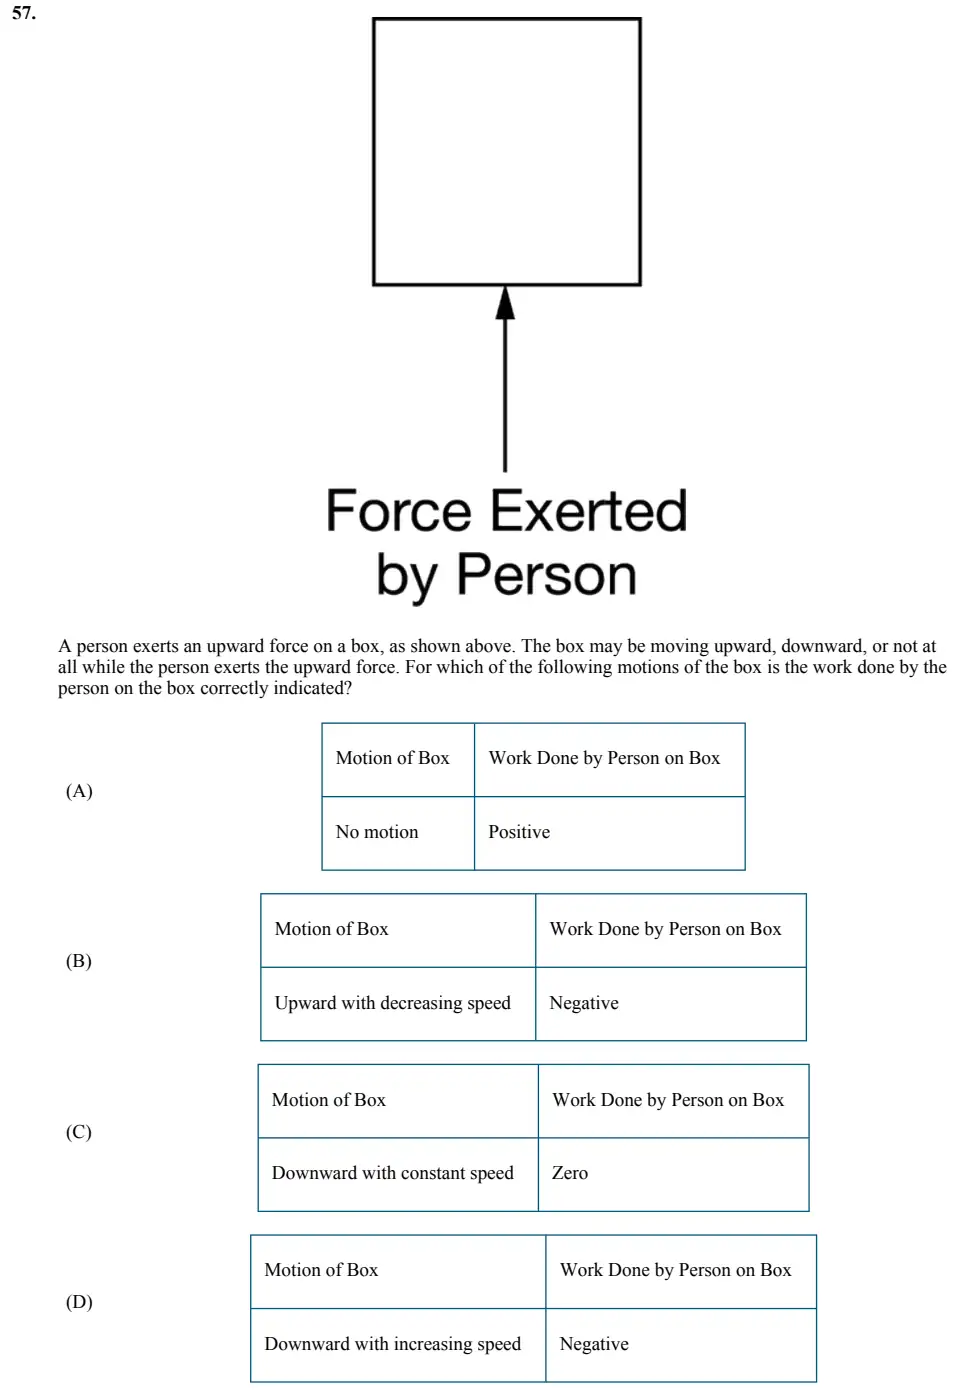 57.
Force Exerted
by Person
A person exerts an upward force on a box, as shown above. The box may be moving upward, downward, or not at
all while the person exerts the upward force. For which of the following motions of the box is the work done by the
person on the box correctly indicated?
(A)
Motion of Box Work Done by Person on Box
No motion Positive
(B)
Motion of Box Work Done by Person on Box
Upward with decreasing speed Negative
(C)
Motion of Box Work Done by Person on Box
Downward with constant speed Zero
(D)
Motion of Box Work Done by Person on Box
Downward with increasing speed Negative